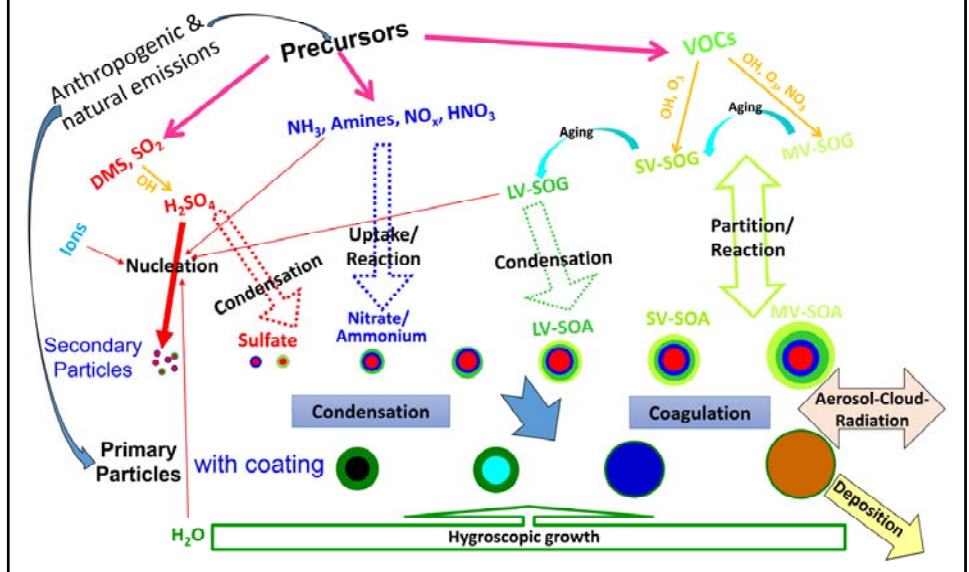 Anthropogenic &
natural emissions
Precursors
VOCs
OH, O₃
OH, O₃, NO₃
NH₃, Amines, NOₓ, HNO₃
Aging
Aging
DMS, SO₂
OH
SV-SOG
MV-SOG
LV-SOG
H₂SO₄
Ions
Nucleation
Condensation
Uptake/
Reaction
Condensation
Partition/
Reaction
Sulfate
Nitrate/
Ammonium
LV-SOA
SV-SOA
MV-SOA
Secondary
Particles
Condensation
Coagulation
Aerosol-Cloud-
Radiation
Primary
Particles
with coating
Deposition
H₂O
Hygroscopic growth